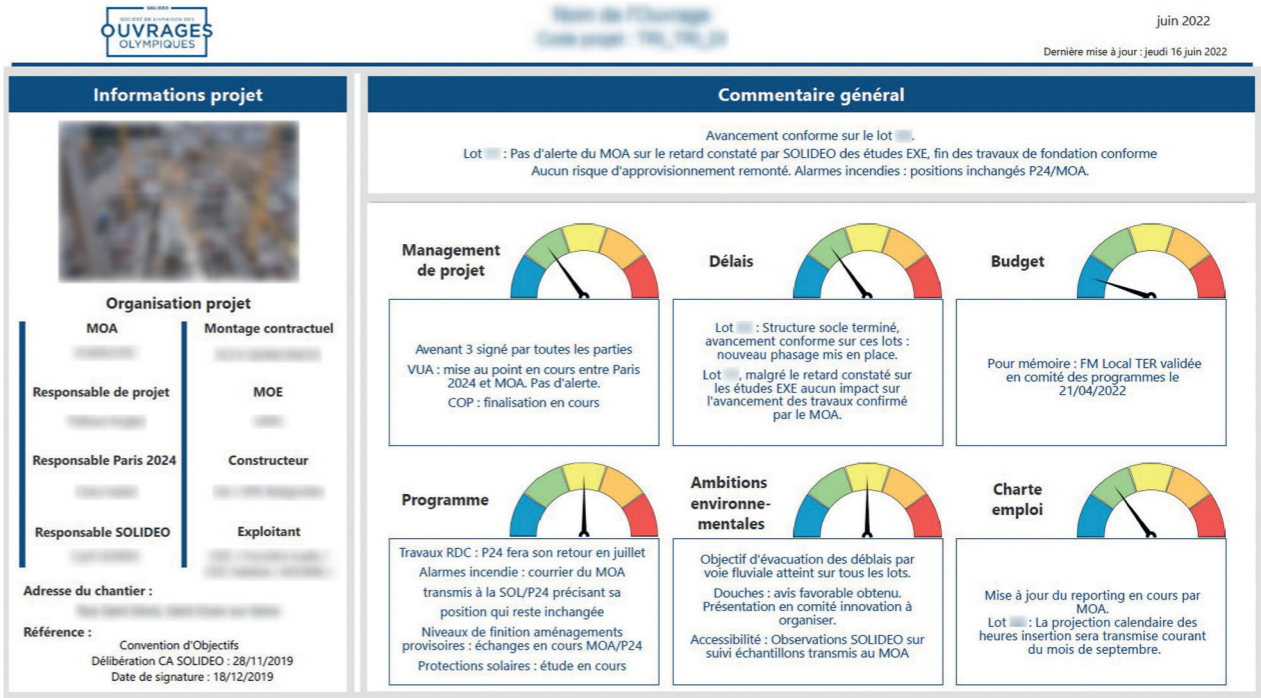 SOLIDEO
SOCIÉTÉ DE LIVRAISON DES
OUVRAGES
OLYMPIQUES
juin 2022
Dernière mise à jour : jeudi 16 juin 2022
Informations projet
Organisation projet
MOA
Montage contractuel
Responsable de projet
MOE
Responsable Paris 2024
Constructeur
Responsable SOLIDEO
Exploitant
Adresse du chantier :
Référence :
Convention d'Objectifs
Délibération CA SOLIDEO : 28/11/2019
Date de signature : 18/12/2019
Commentaire général
Avancement conforme sur le lot .
Lot : Pas d'alerte du MOA sur le retard constaté par SOLIDEO des études EXE, fin des travaux de fondation conforme
Aucun risque d'approvisionnement remonté. Alarmes incendies : positions inchangés P24/MOA.
Management
de projet
Avenant 3 signé par toutes les parties
VUA : mise au point en cours entre Paris
2024 et MOA. Pas d'alerte.
COP : finalisation en cours
Délais
Lot : Structure socle terminé,
avancement conforme sur ces lots :
nouveau phasage mis en place.
Lot , malgré le retard constaté sur
les études EXE aucun impact sur
l'avancement des travaux confirmé
par le MOA.
Budget
Pour mémoire : FM Local TER validée
en comité des programmes le
21/04/2022
Programme
Travaux RDC : P24 fera son retour en juillet
Alarmes incendie : courrier du MOA
transmis à la SOL/P24 précisant sa
position qui reste inchangée
Niveaux de finition aménagements
provisoires : échanges en cours MOA/P24
Protections solaires : étude en cours
Ambitions
environne-
mentales
Objectif d'évacuation des déblais par
voie fluviale atteint sur tous les lots.
Douches : avis favorable obtenu.
Présentation en comité innovation à
organiser.
Accessibilité : Observations SOLIDEO sur
suivi échantillons transmis au MOA
Charte
emploi
Mise à jour du reporting en cours par
MOA.
Lot : La projection calendaire des
heures insertion sera transmise courant
du mois de septembre.